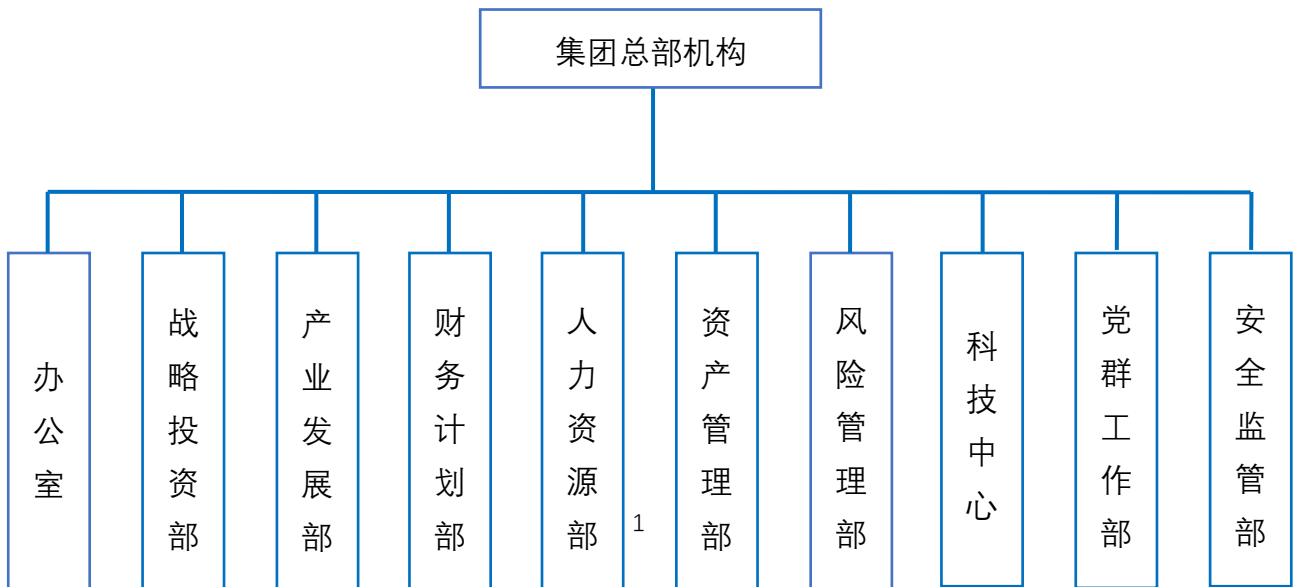 集团总部机构
办公室
战略投资部
产业发展部
财务计划部
人力资源部
资产管理部
风险管理部
科技中心
党群工作部
安全监管部
1